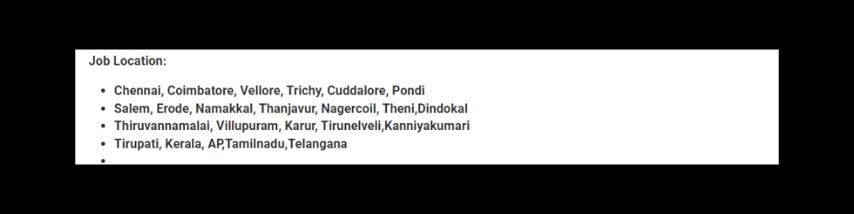 Job Location:
• Chennai, Coimbatore, Vellore, Trichy, Cuddalore, Pondi
• Salem, Erode, Namakkal, Thanjavur, Nagercoil, Theni,Dindokal
• Thiruvannamalai, Villupuram, Karur, Tirunelveli,Kanniyakumari
• Tirupati, Kerala, AP,Tamilnadu,Telangana
•